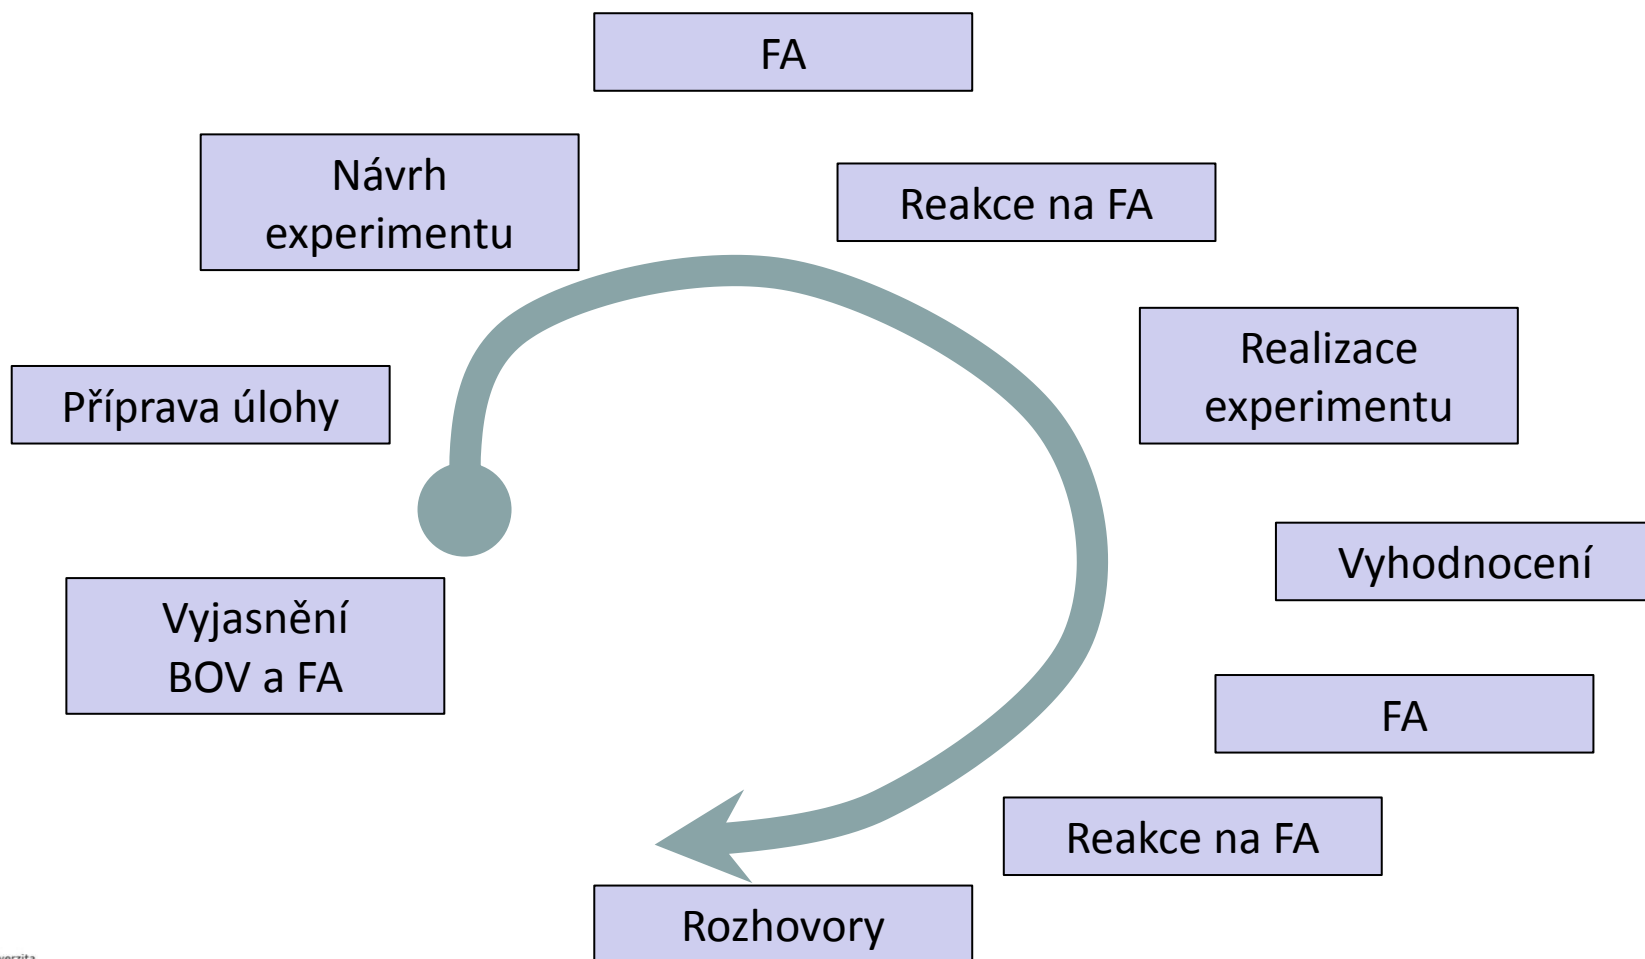 FA
Návrh
experimentu
Reakce na FA
Realizace
experimentu
Příprava úlohy
Vyhodnocení
Vyjasnění
BOV a FA
FA
Reakce na FA
Rozhovory